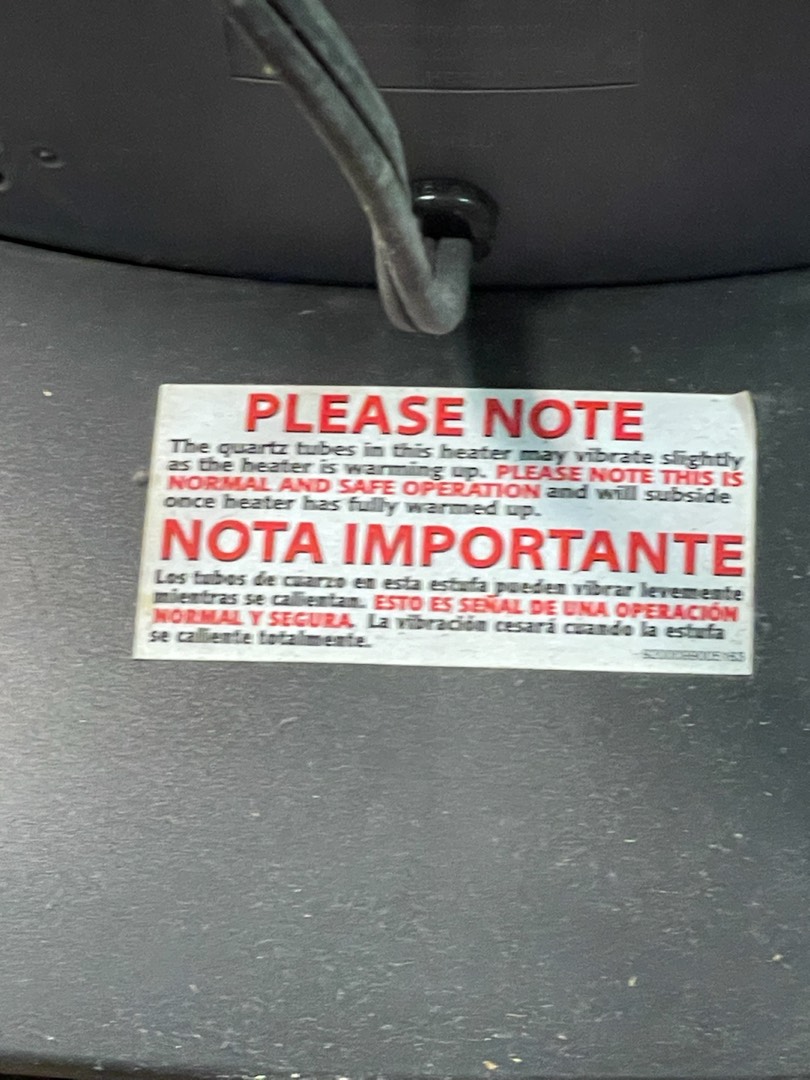 PLEASE NOTE
The quartz tubes in this heater may vibrate slightly
as the heater is warming up. PLEASE NOTE THIS IS
NORMAL AND SAFE OPERATION and will subside
once heater has fully warmed up.
NOTA IMPORTANTE
Los tubos de cuarzo en esta estufa pueden vibrar levemente
mientras se calientan. ESTO ES SEÑAL DE UNA OPERACIÓN
NORMAL Y SEGURA. La vibración cesará cuando la estufa
se caliente totalmente.